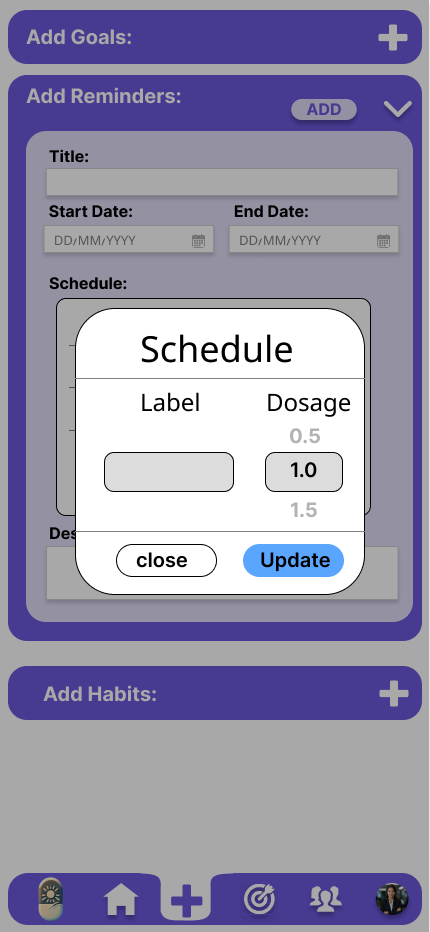 Add Goals:
Add Reminders:
ADD
Title:
Start Date:
End Date:
DD/MM/YYYY
DD/MM/YYYY
Schedule:
Schedule
Label
Dosage
0.5
1.0
1.5
Des
close
Update
Add Habits: